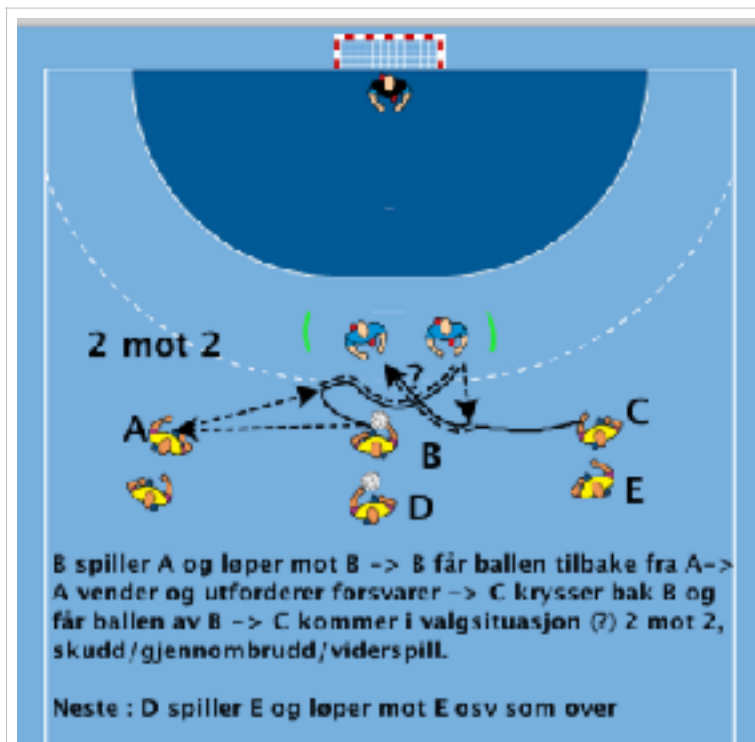 2 mot 2
?
A
C
B
E
D
B spiller A og løper mot B -> B får ballen tilbake fra A->
A vender og utforderer forsvarer -> C krysser bak B og
får ballen av B -> C kommer i valgsituasjon (?) 2 mot 2,
skudd/gjennombrudd/viderspill.
Neste : D spiller E og løper mot E osv som over